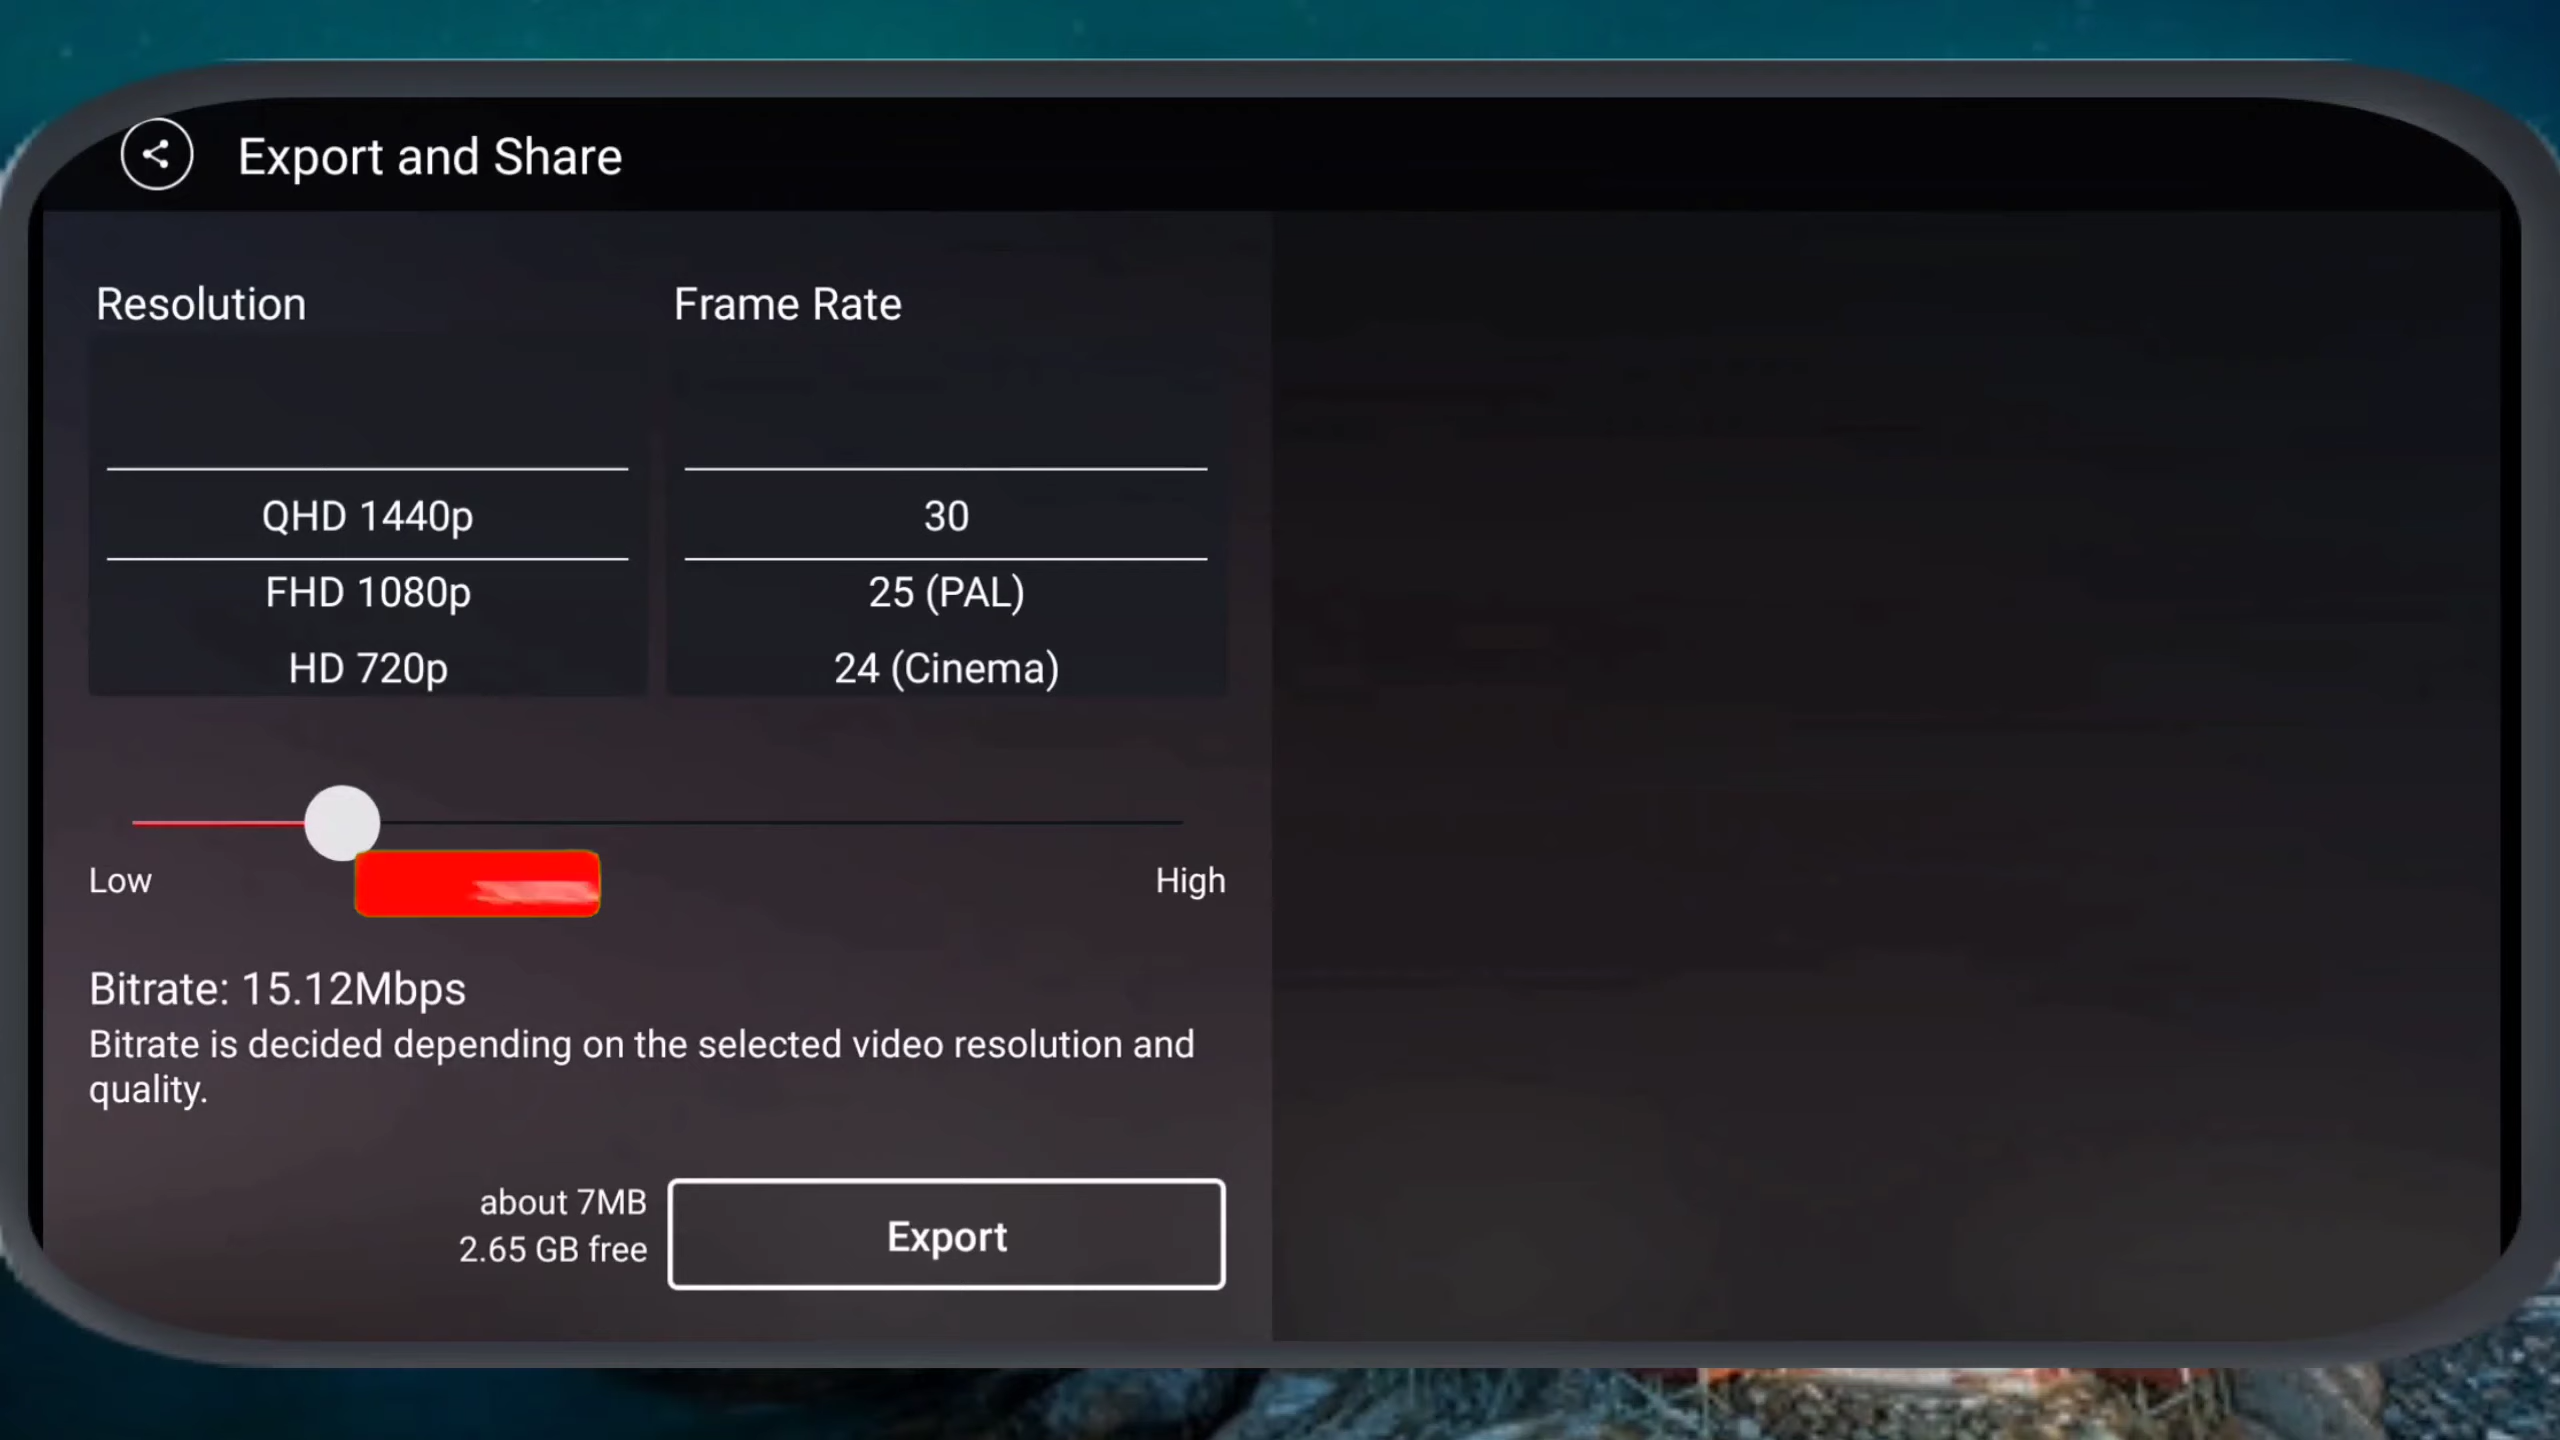 Export and Share
Resolution
Frame Rate
QHD 1440p
30
FHD 1080p
25 (PAL)
HD 720p
24 (Cinema)
Low
High
Bitrate: 15.12Mbps
Bitrate is decided depending on the selected video resolution and
quality.
about 7MB
2.65 GB free
Export